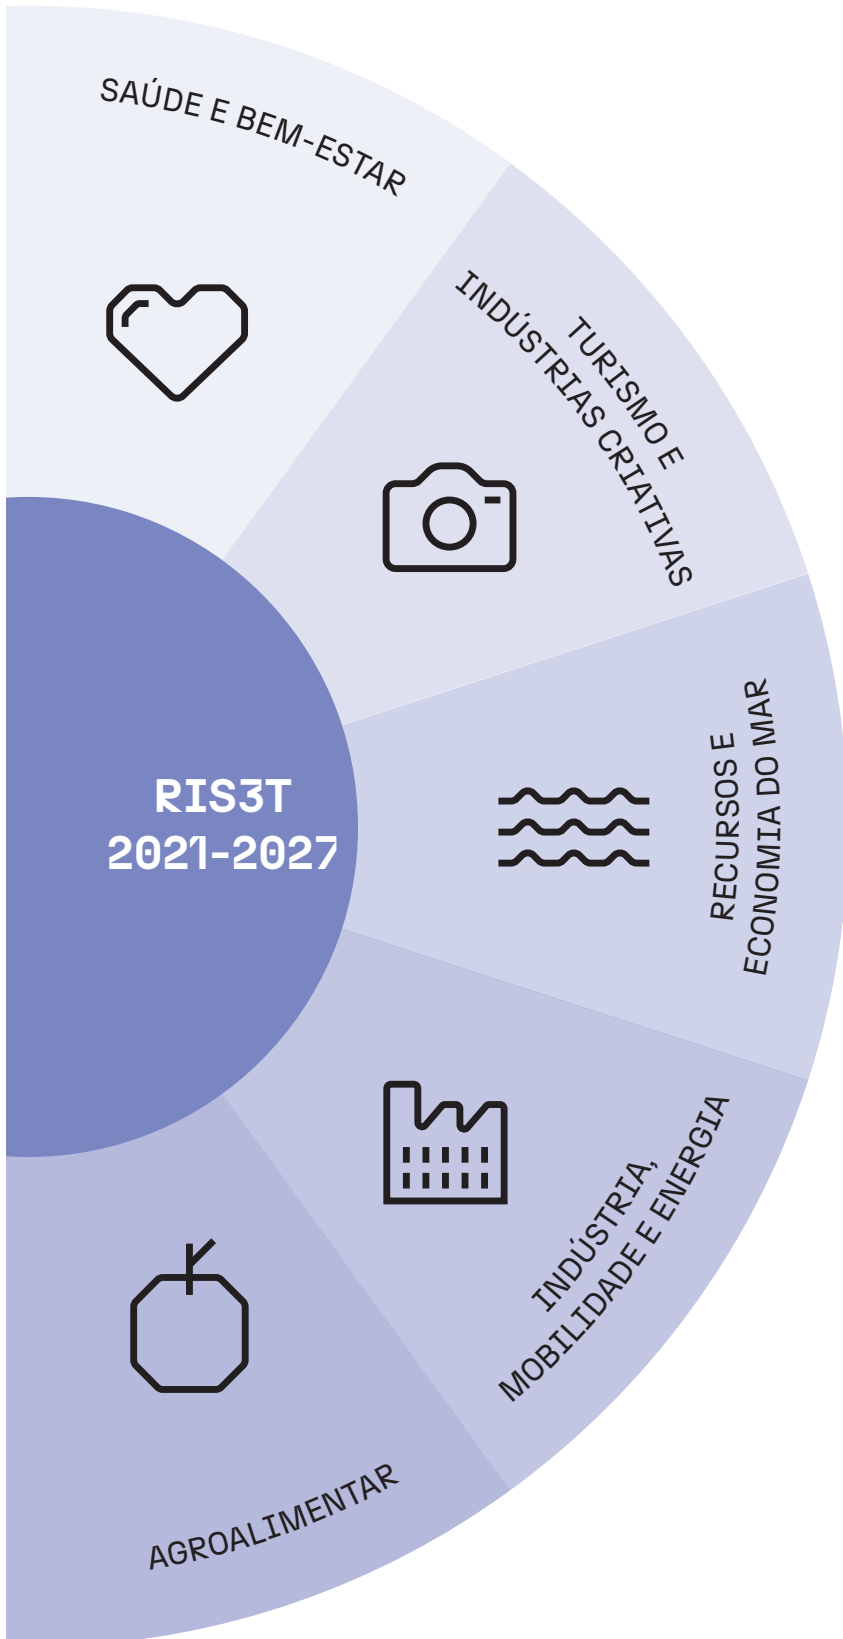 SAÚDE E BEM-ESTAR
TURISMO E
INDÚSTRIAS CRIATIVAS
RIS3T
2021-2027
RECURSOS E
ECONOMIA DO MAR
INDÚSTRIA,
MOBILIDADE E ENERGIA
AGROALIMENTAR